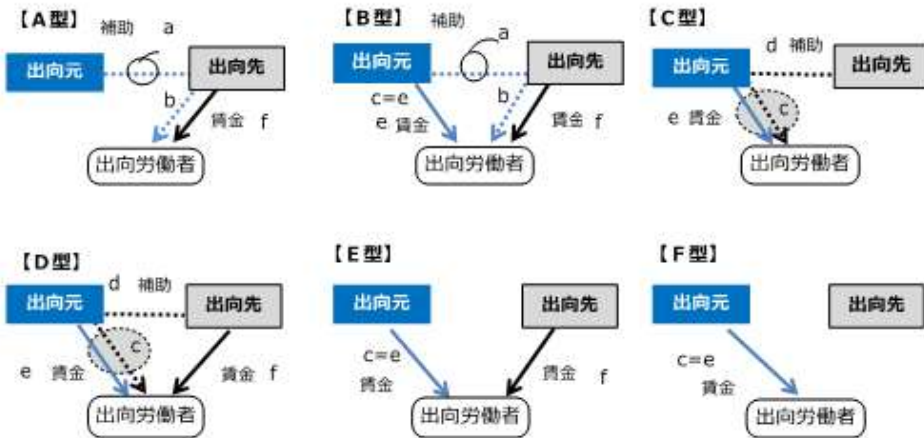 【A型】
補助 a
出向元
出向先
b
賃金 f
出向労働者
【B型】
補助
a
出向元
出向先
c=e
b
e 賃金
賃金 f
出向労働者
【C型】
d 補助
出向元
出向先
e 賃金
c
出向労働者
【D型】
d 補助
出向元
出向先
c
e 賃金
賃金 f
出向労働者
【E型】
出向元
出向先
c=e
賃金
賃金 f
出向労働者
【F型】
出向元
出向先
c=e
賃金
出向労働者